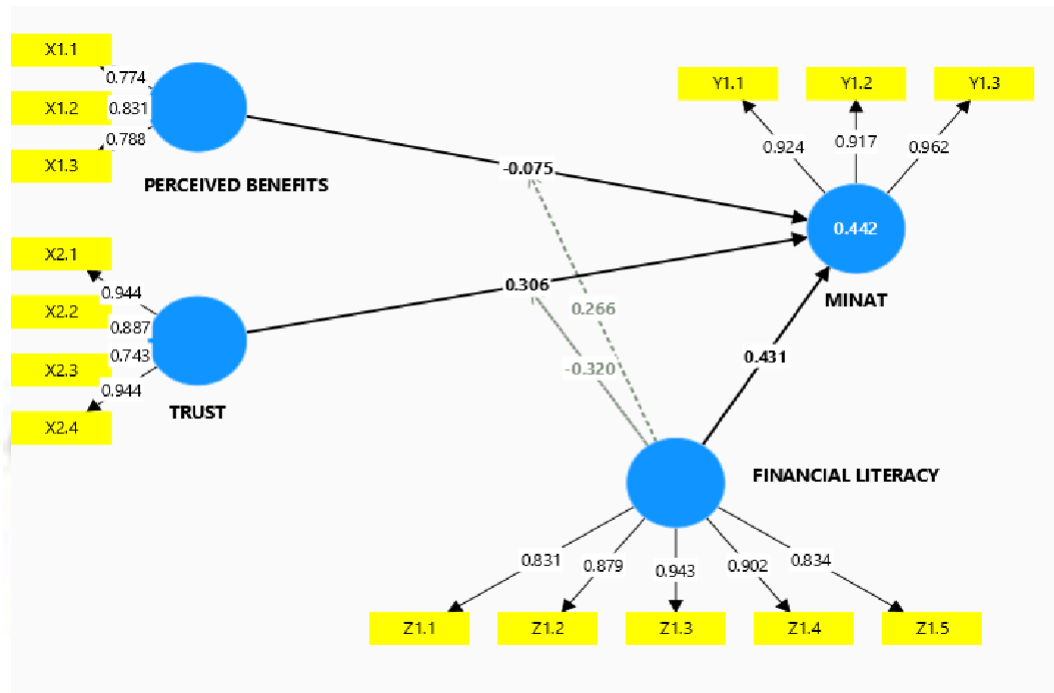 X1.1
0.774
X1.2
0.831
0.788
X1.3
PERCEIVED BENEFITS
Y1.1
Y1.2
Y1.3
0.924
0.917
0.962
-0.075
0.442
MINAT
X2.1
0.944
X2.2
0.887
0.743
X2.3
0.944
X2.4
TRUST
0.306
0.266
-0.320
0.431
FINANCIAL LITERACY
0.831
0.879
0.943
0.902
0.834
Z1.1
Z1.2
Z1.3
Z1.4
Z1.5